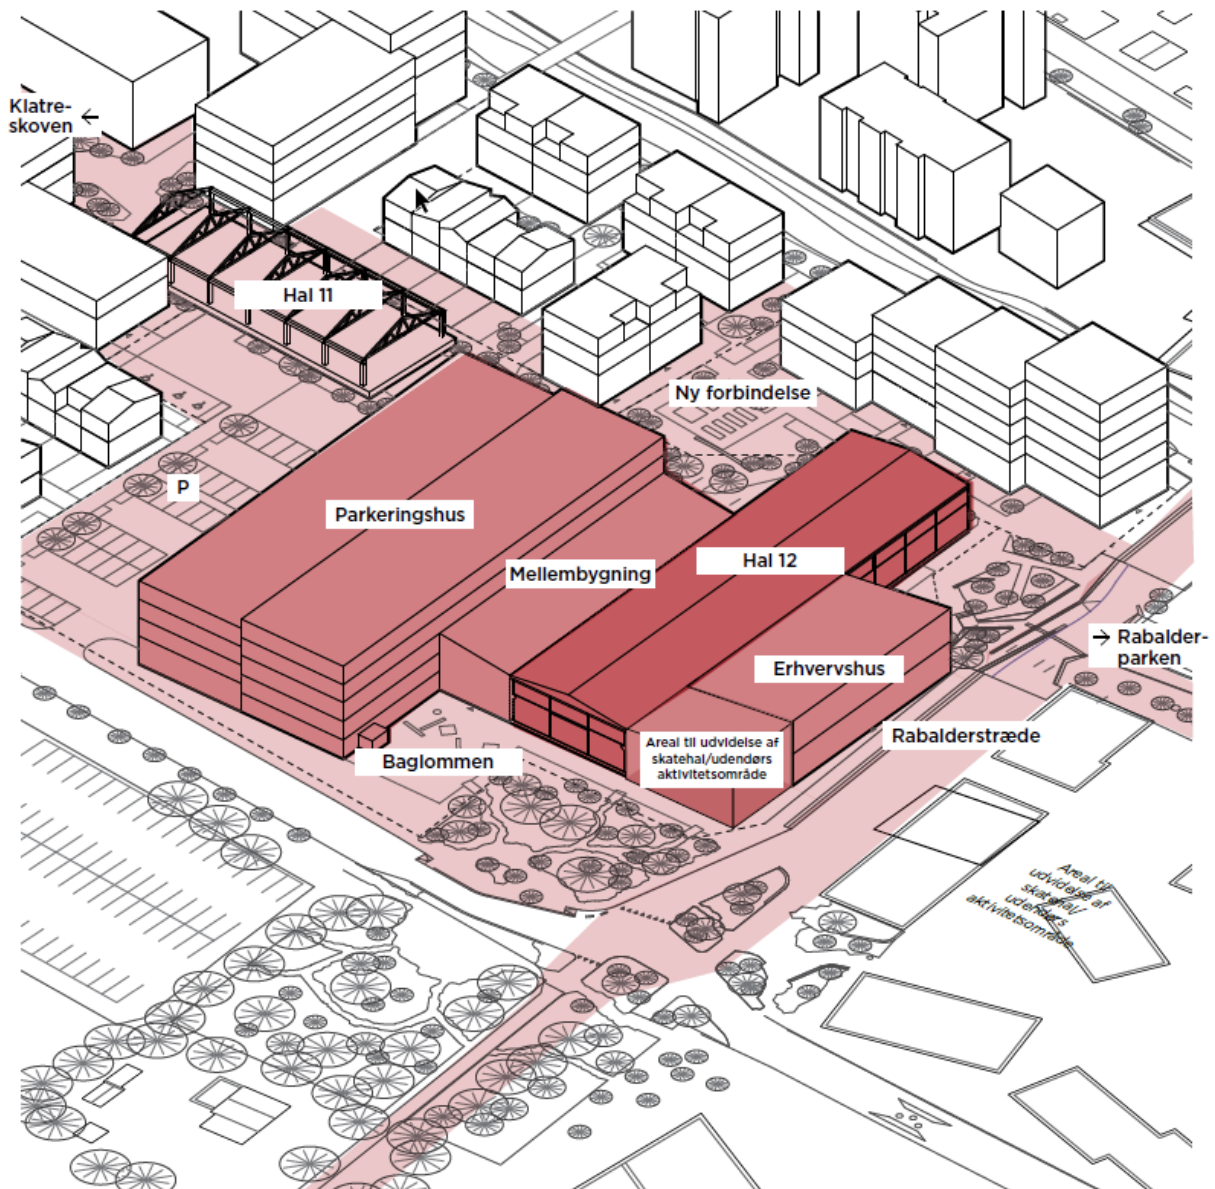 Klatre-
skoven
Hal 11
Ny forbindelse
P
Parkeringshus
Mellembygning
Hal 12
Rabalder-
parken
Erhvervshus
Rabalderstræde
Areal til udvidelse af
skatehal/udendørs
aktivitetsområde
Baglommen
Areal til
udvidelse af
skatehal/
udendørs
aktivitetsområde